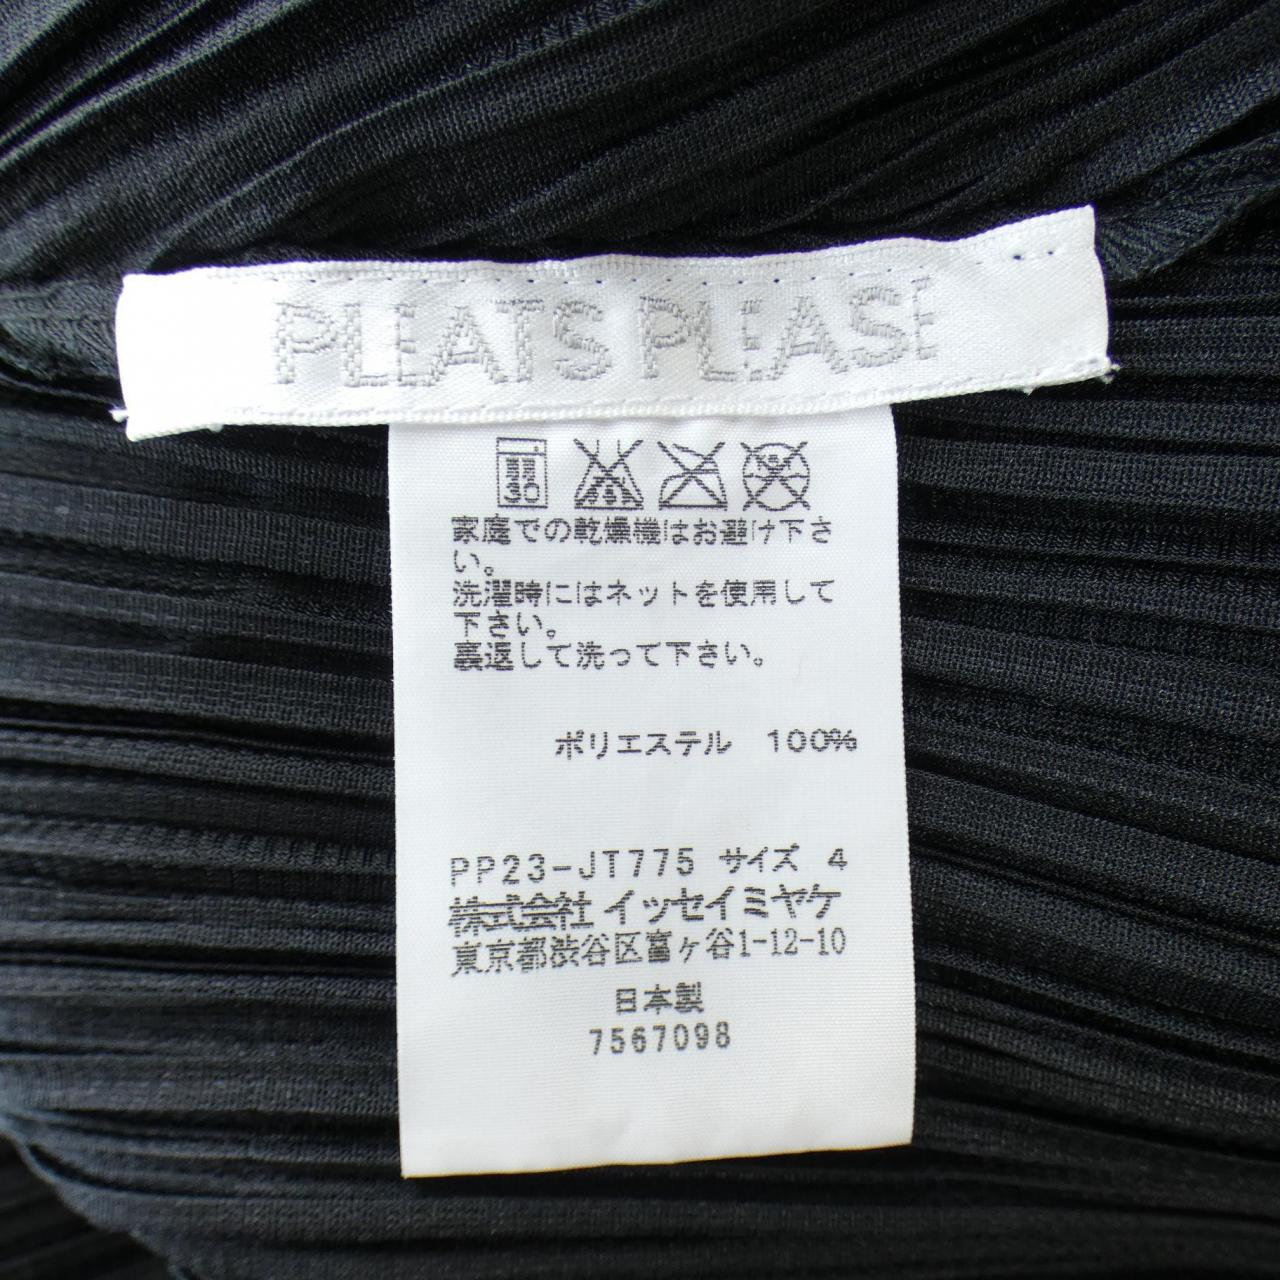 PLEATS PLEASE
30
家庭での乾燥機はお避け下さ
い。
洗濯時にはネットを使用して
下さい。
裏返して洗って下さい。
ポリエステル 100%
PP23-JT775 サイズ 4
株式会社 イッセイミヤケ
東京都渋谷区富ヶ谷1-12-10
日本製
7567098